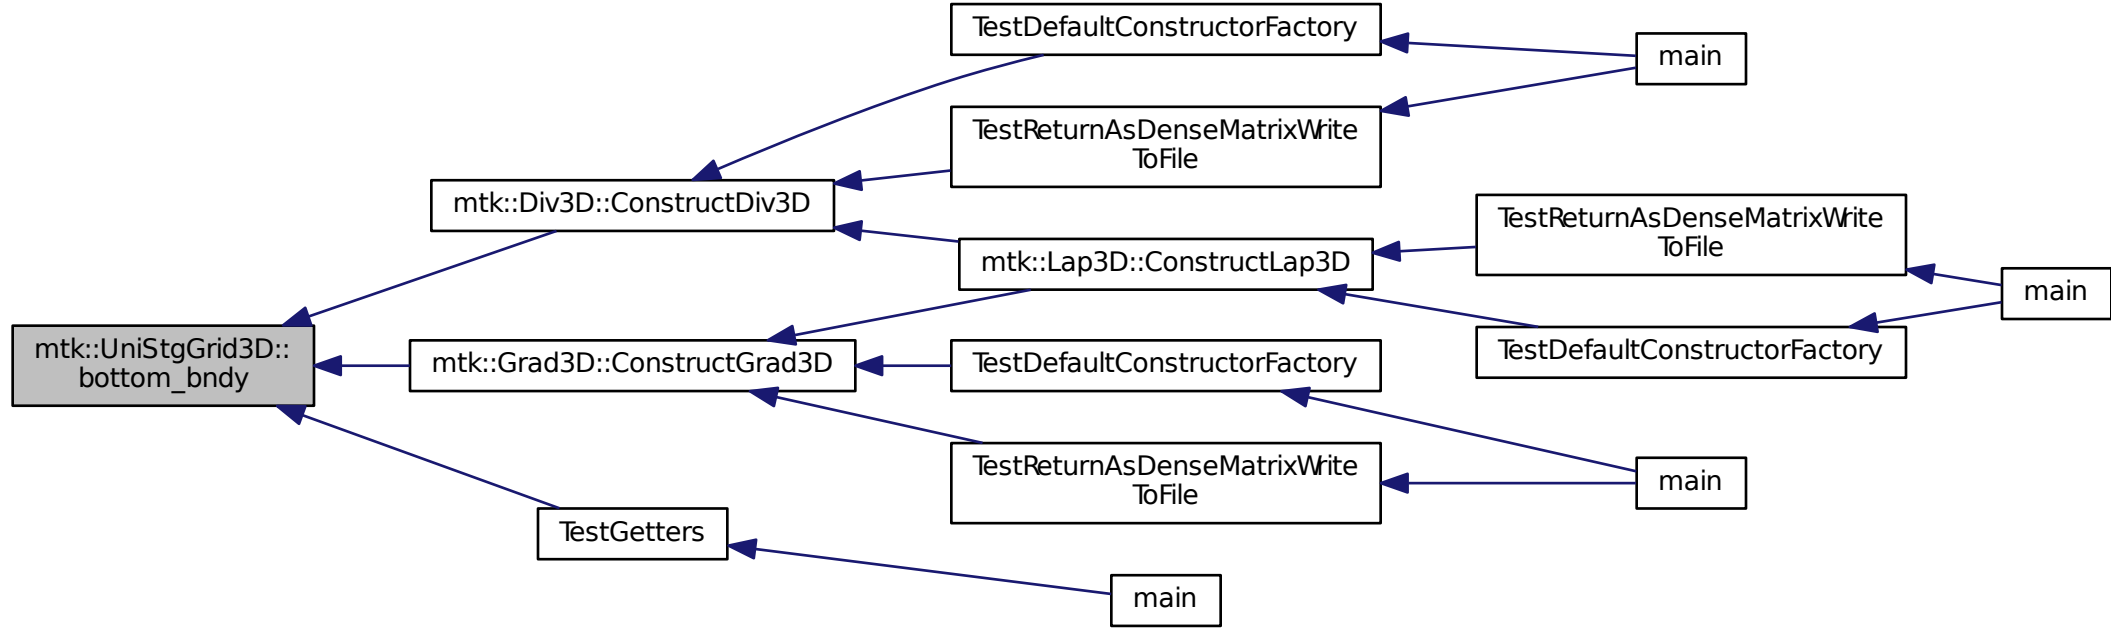 TestDefaultConstructorFactory
main
TestReturnAsDenseMatrixWrite
ToFile
mtk::Div3D::ConstructDiv3D
TestReturnAsDenseMatrixWrite
ToFile
mtk::Lap3D::ConstructLap3D
main
mtk::UniStgGrid3D::
bottom_bndy
mtk::Grad3D::ConstructGrad3D
TestDefaultConstructorFactory
TestDefaultConstructorFactory
TestReturnAsDenseMatrixWrite
ToFile
main
TestGetters
main